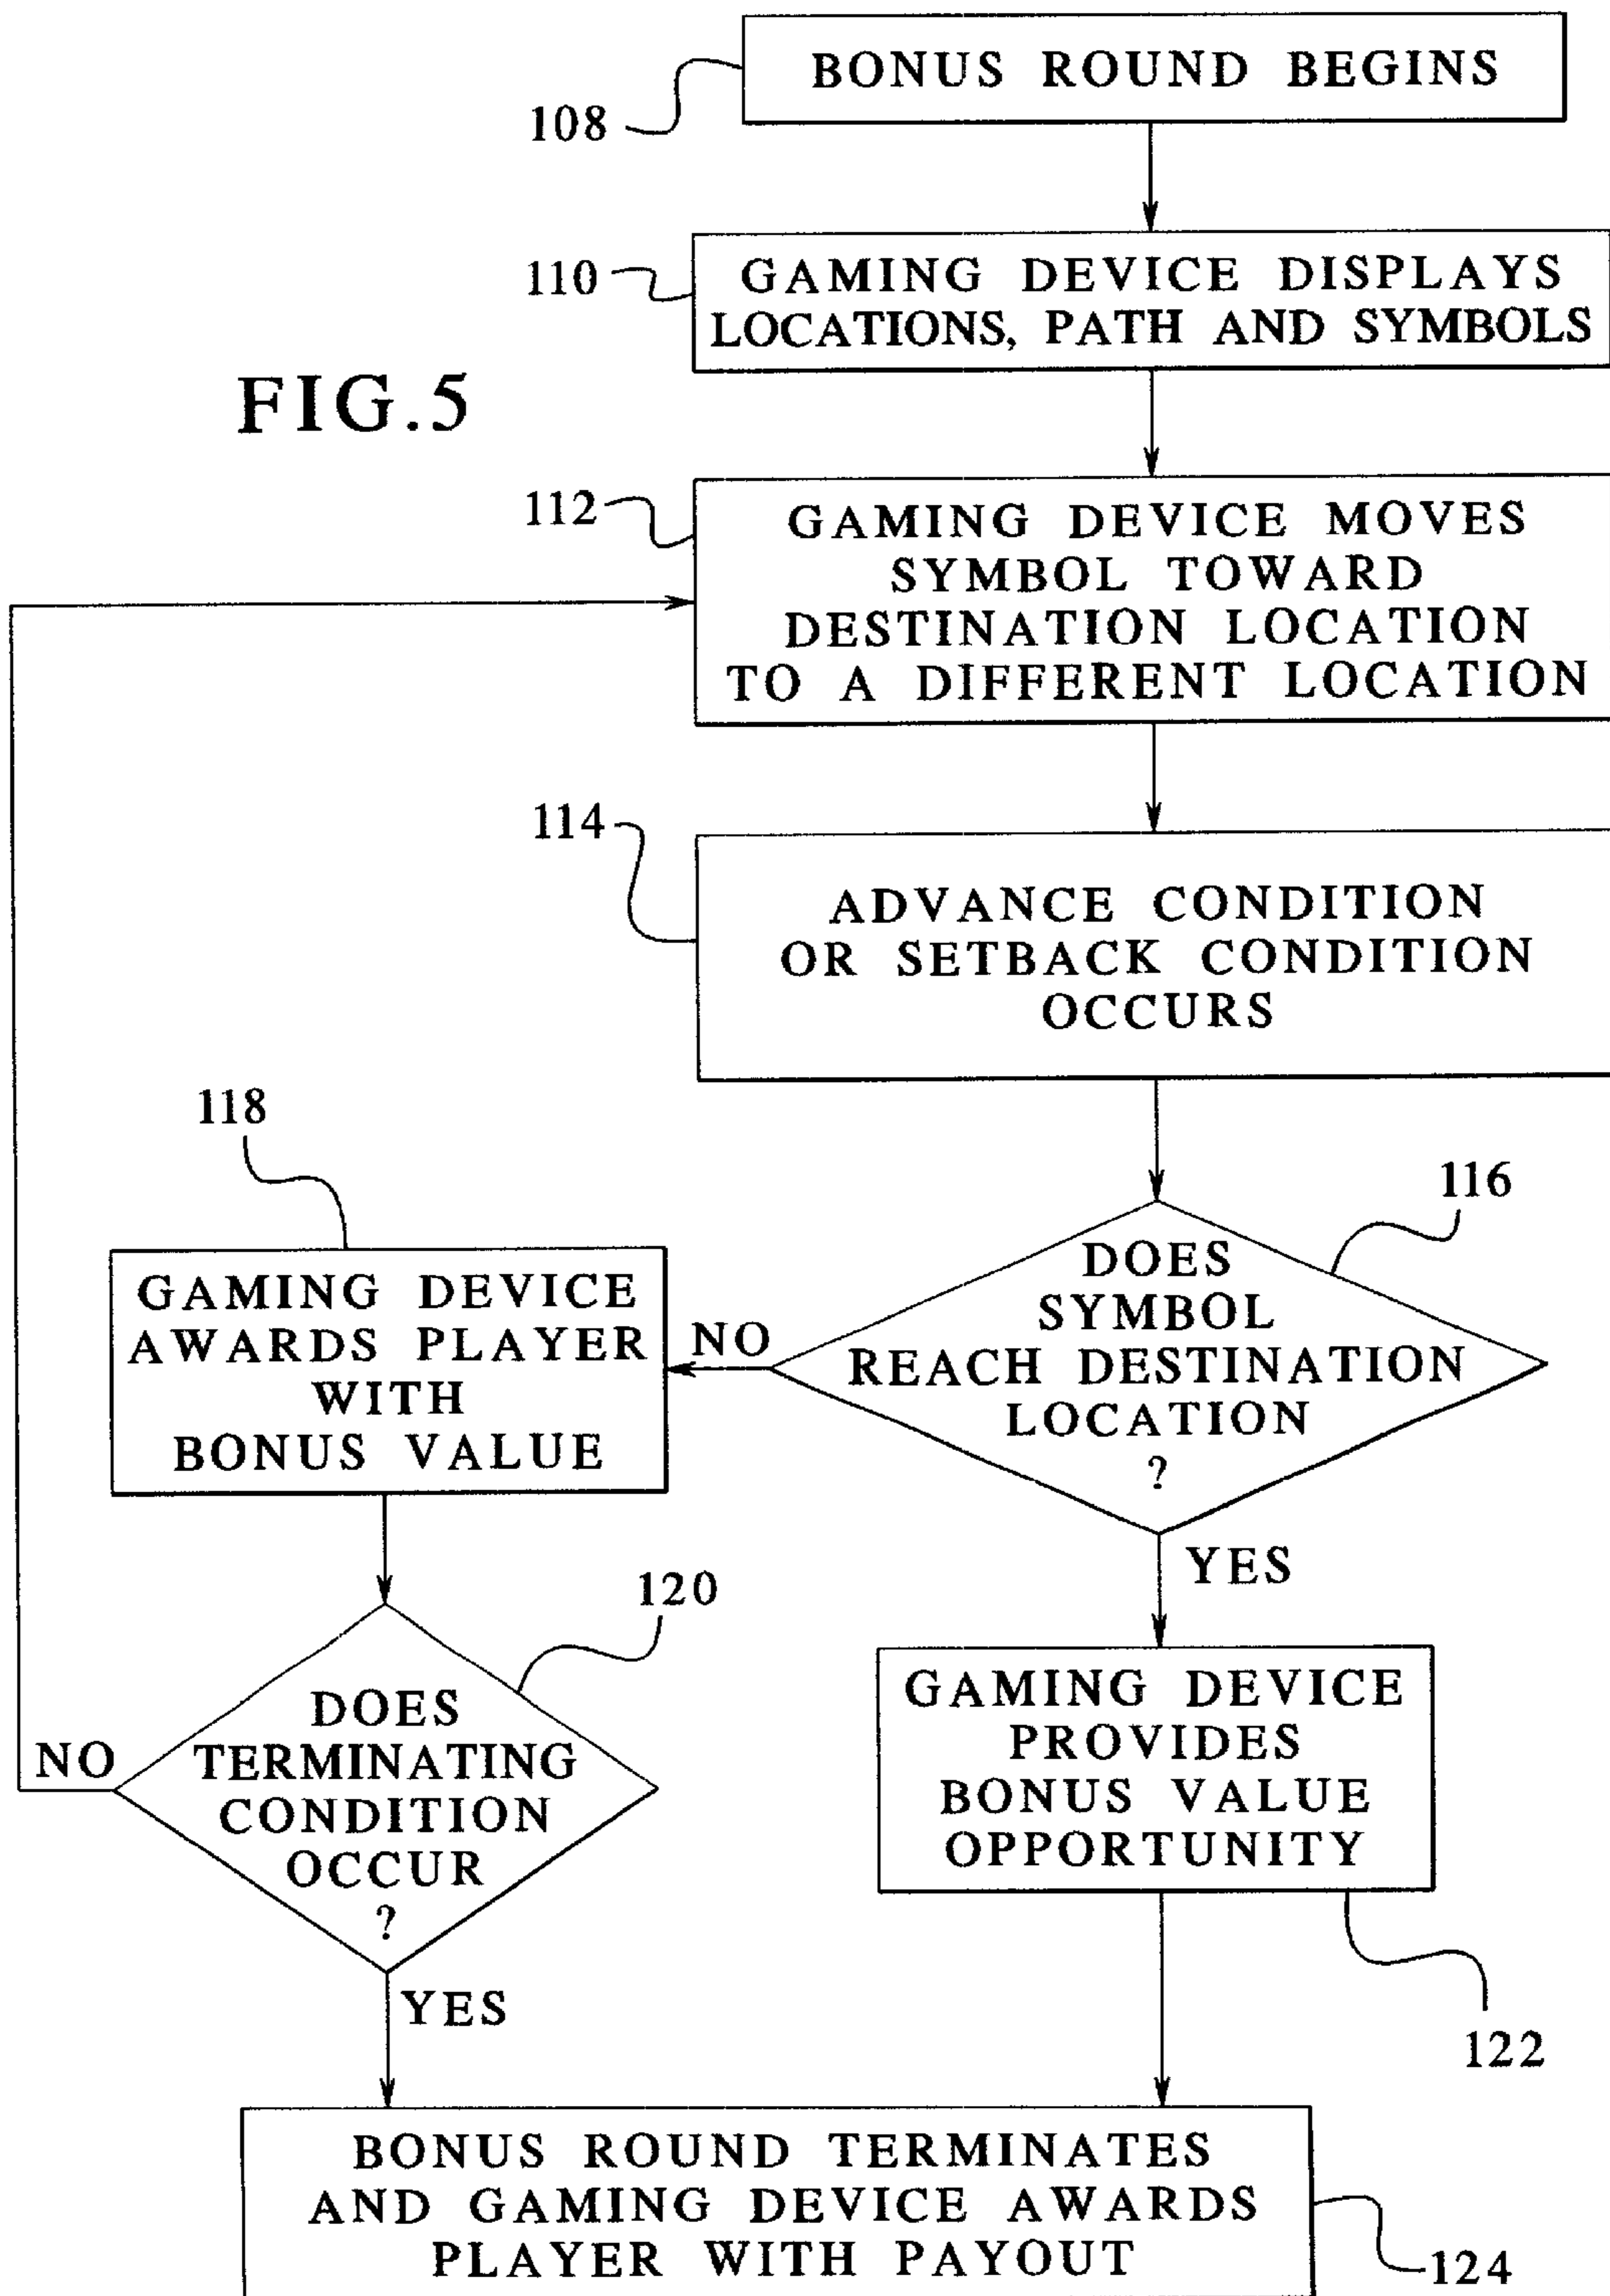 BONUS ROUND BEGINS
108
110
GAMING DEVICE DISPLAYS
LOCATIONS, PATH AND SYMBOLS
FIG.5
112
GAMING DEVICE MOVES
SYMBOL TOWARD
DESTINATION LOCATION
TO A DIFFERENT LOCATION
114
ADVANCE CONDITION
OR SETBACK CONDITION
OCCURS
118
116
DOES
SYMBOL
REACH DESTINATION
LOCATION
?
NO
GAMING DEVICE
AWARDS PLAYER
WITH
BONUS VALUE
YES
120
DOES
TERMINATING
CONDITION
OCCUR
?
NO
GAMING DEVICE
PROVIDES
BONUS VALUE
OPPORTUNITY
YES
122
BONUS ROUND TERMINATES
AND GAMING DEVICE AWARDS
PLAYER WITH PAYOUT
124